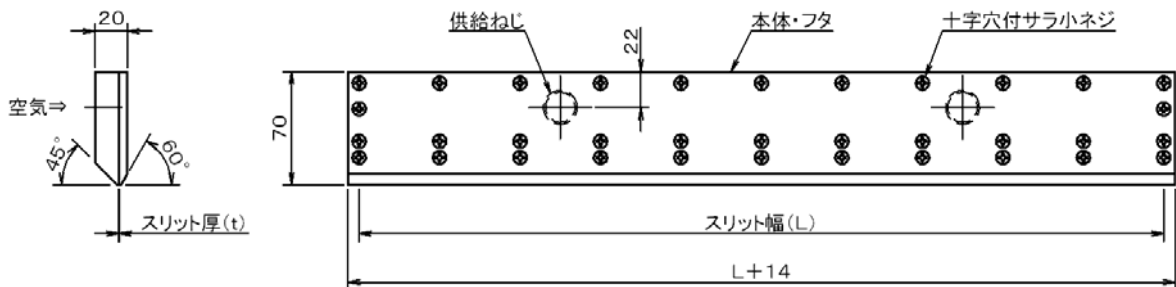 20
空気⇒
45°
60°
スリット厚(t)
供給ねじ
本体・フタ
十字穴付サラ小ネジ
22
70
スリット幅(L)
L+14